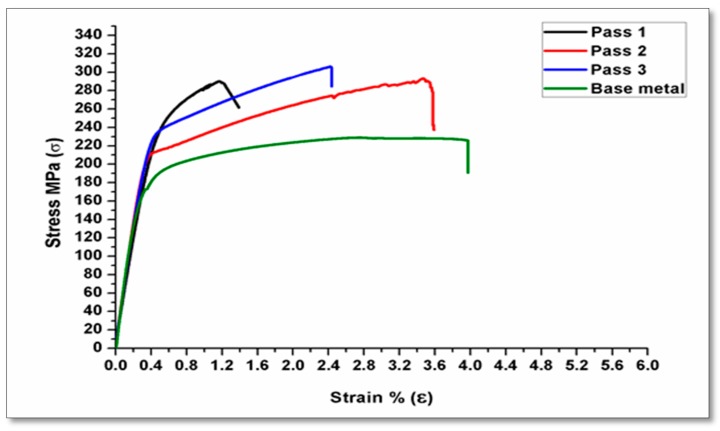 Pass 1
Pass 2
Pass 3
Base metal
Stress MPa (σ)
340
320
300
280
260
240
220
200
180
160
140
120
100
80
60
40
20
0
0.0 0.4 0.8 1.2 1.6 2.0 2.4 2.8 3.2 3.6 4.0 4.4 4.8 5.2 5.6 6.0
Strain % (ε)